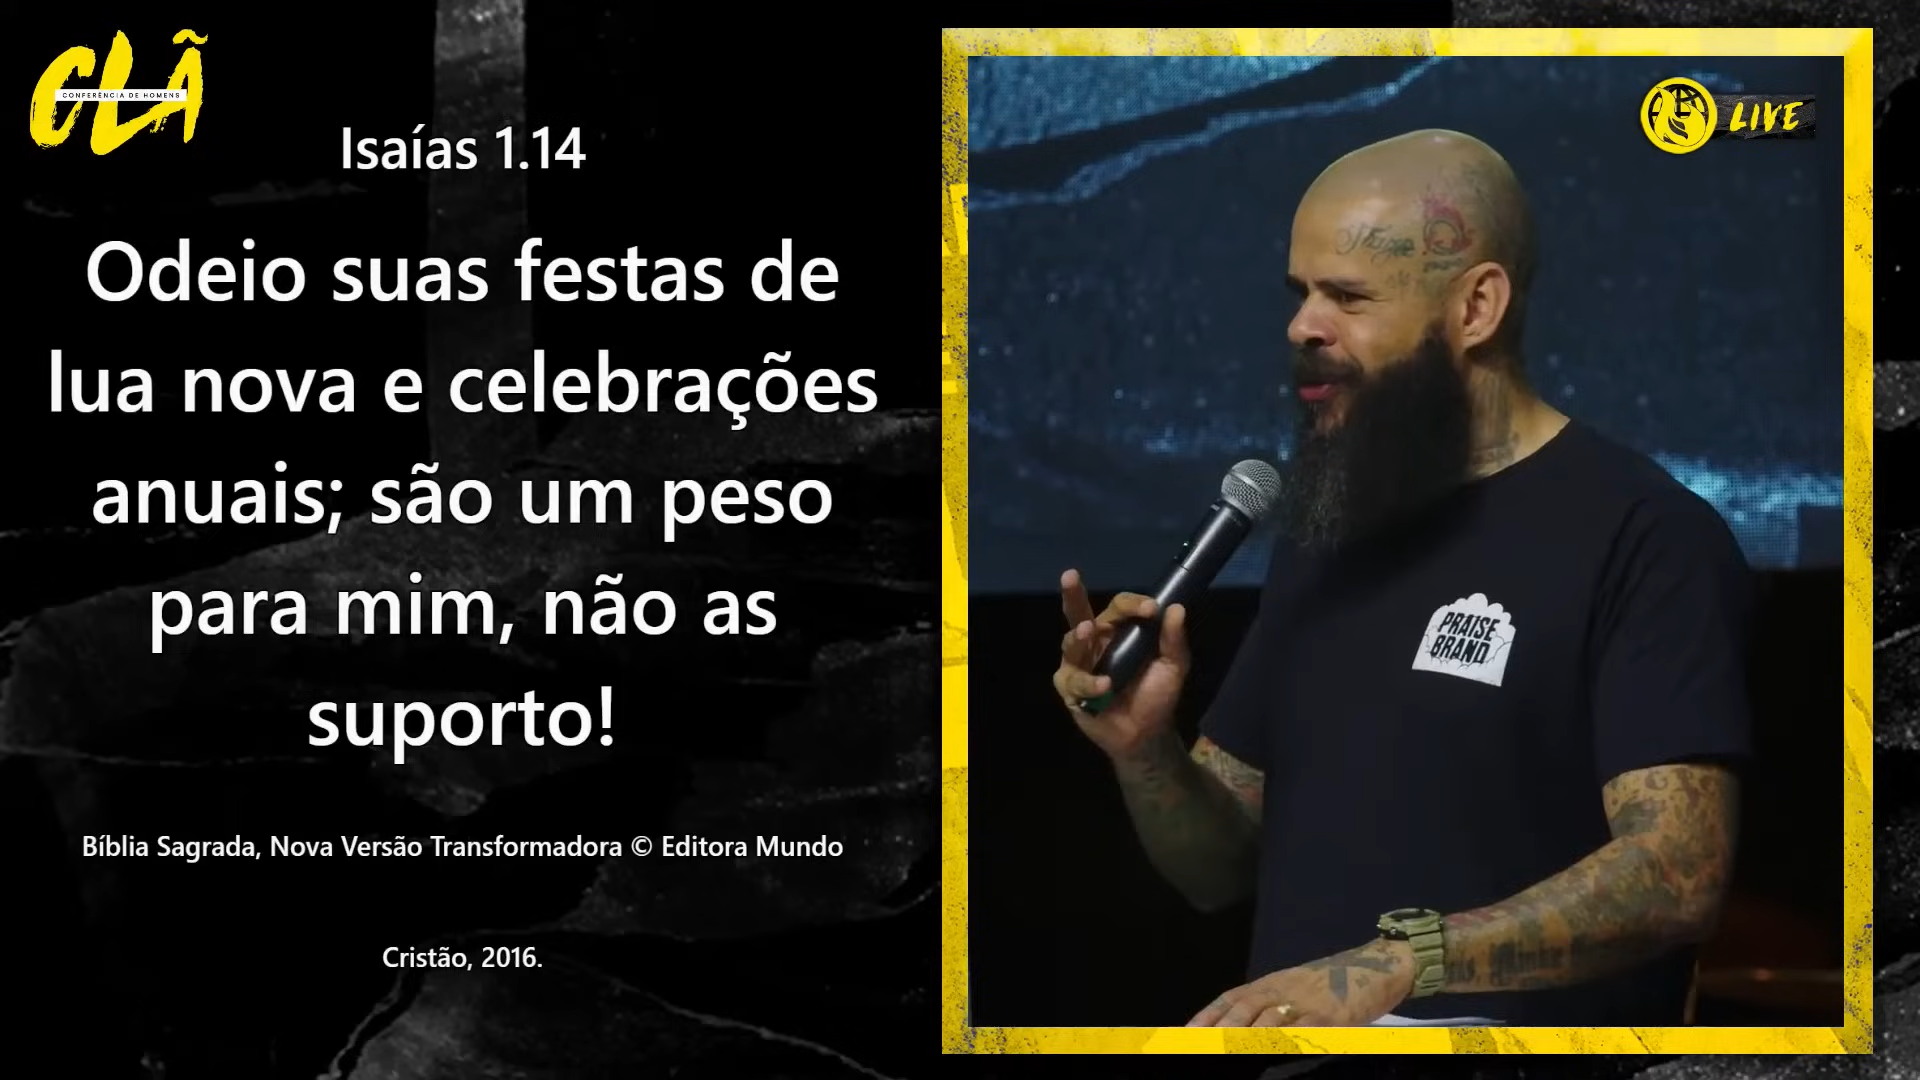 CLÃ
CONFERÊNCIA DE HOMENS
Isaías 1.14
Odeio suas festas de
lua nova e celebrações
anuais; são um peso
para mim, não as
suporto!
Bíblia Sagrada, Nova Versão Transformadora © Editora Mundo
Cristão, 2016.
LIVE
PRAISE
BRAND